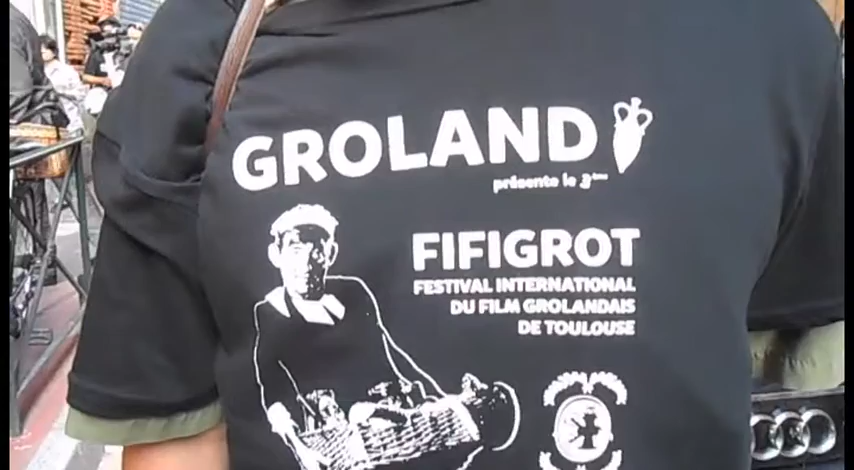 GROLAND
présente le 3ème
FIFIGROT
FESTIVAL INTERNATIONAL
DU FILM GROLANDAIS
DE TOULOUSE